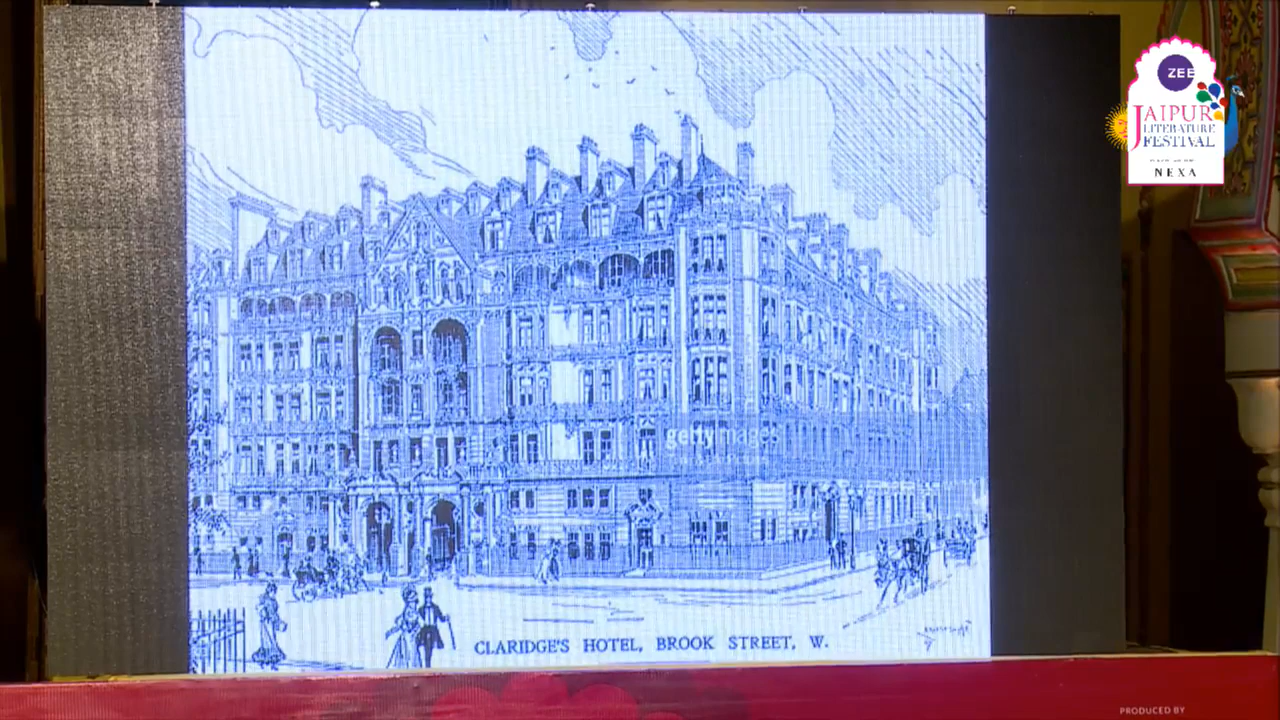 ZEE
JAIPUR
LITERATURE
FESTIVAL
NEXA
gettyimages
CLARIDGE'S HOTEL, BROOK STREET, W.
PRODUCED BY